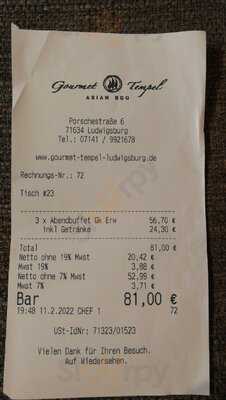 Gourmet Tempel
ASIAN BBQ
Porschestraße 6
71634 Ludwigsburg
Tel.: 07141 / 9921678
www.gourmet-tempel-ludwigsburg.de
Rechnungs-Nr.: 72
Tisch #23
3 x Abendbuffet Gk Erw 56,70 €
inkl Getränke 24,30 €
Total 81,00 €
Netto ohne 19% Mwst 20,42 €
Mwst 19% 3,88 €
Netto ohne 7% Mwst 52,99 €
Mwst 7% 3,71 €
Bar 81,00 €
19:48 11.2.2022 CHEF 1 72
USt-IdNr: 71323/01523
Vielen Dank für Ihren Besuch.
Auf Wiedersehen.